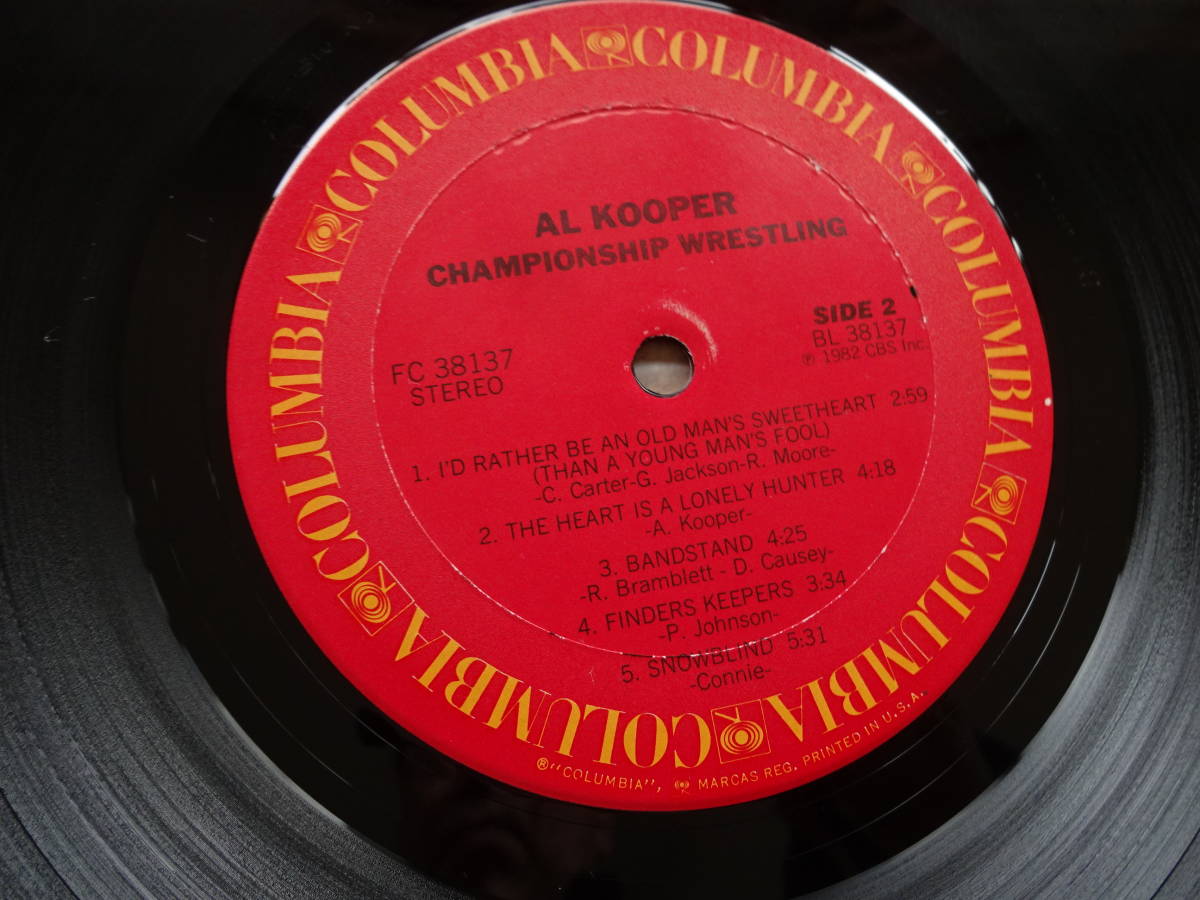 AL KOOPER
CHAMPIONSHIP WRESTLING
FC 38137
STEREO
SIDE 2
BL 38137
℗ 1982 CBS Inc.
1. I'D RATHER BE AN OLD MAN'S SWEETHEART 2:59
(THAN A YOUNG MAN'S FOOL)
-C. Carter-G. Jackson-R. Moore-
2. THE HEART IS A LONELY HUNTER 4:18
-A. Kooper-
3. BANDSTAND 4:25
-R. Bramblett - D. Causey-
4. FINDERS KEEPERS 3:34
-P. Johnson-
5. SNOWBLIND 5:31
-Connie-
COLUMBIA COLUMBIA COLUMBIA COLUMBIA COLUMBIA COLUMBIA COLUMBIA COLUMBIA
®"COLUMBIA", MARCAS REG. PRINTED IN U.S.A.